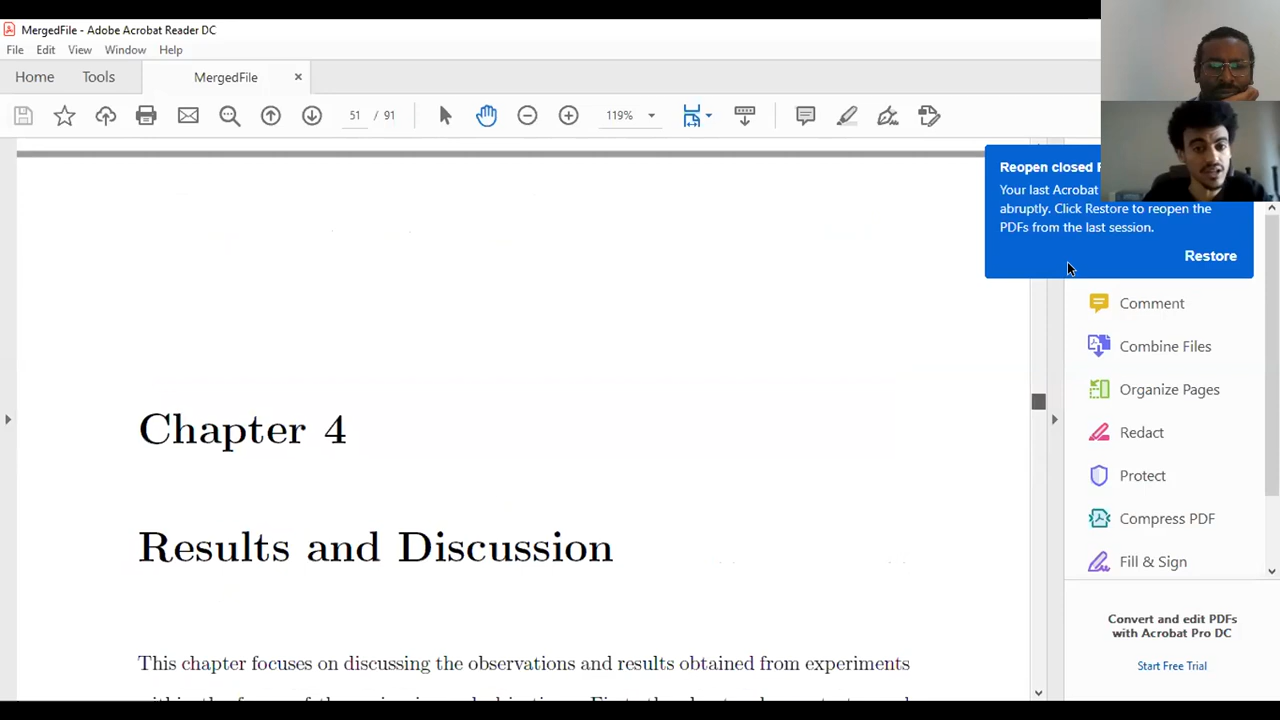 MergedFile - Adobe Acrobat Reader DC
File Edit View Window Help
Home Tools MergedFile ×
51 / 91 119%
Reopen closed
Your last Acrobat
abruptly. Click Restore to reopen the
PDFs from the last session.
Restore
Comment
Combine Files
Organize Pages
Redact
Protect
Compress PDF
Fill & Sign
Convert and edit PDFs
with Acrobat Pro DC
Start Free Trial
Chapter 4
Results and Discussion
This chapter focuses on discussing the observations and results obtained from experiments